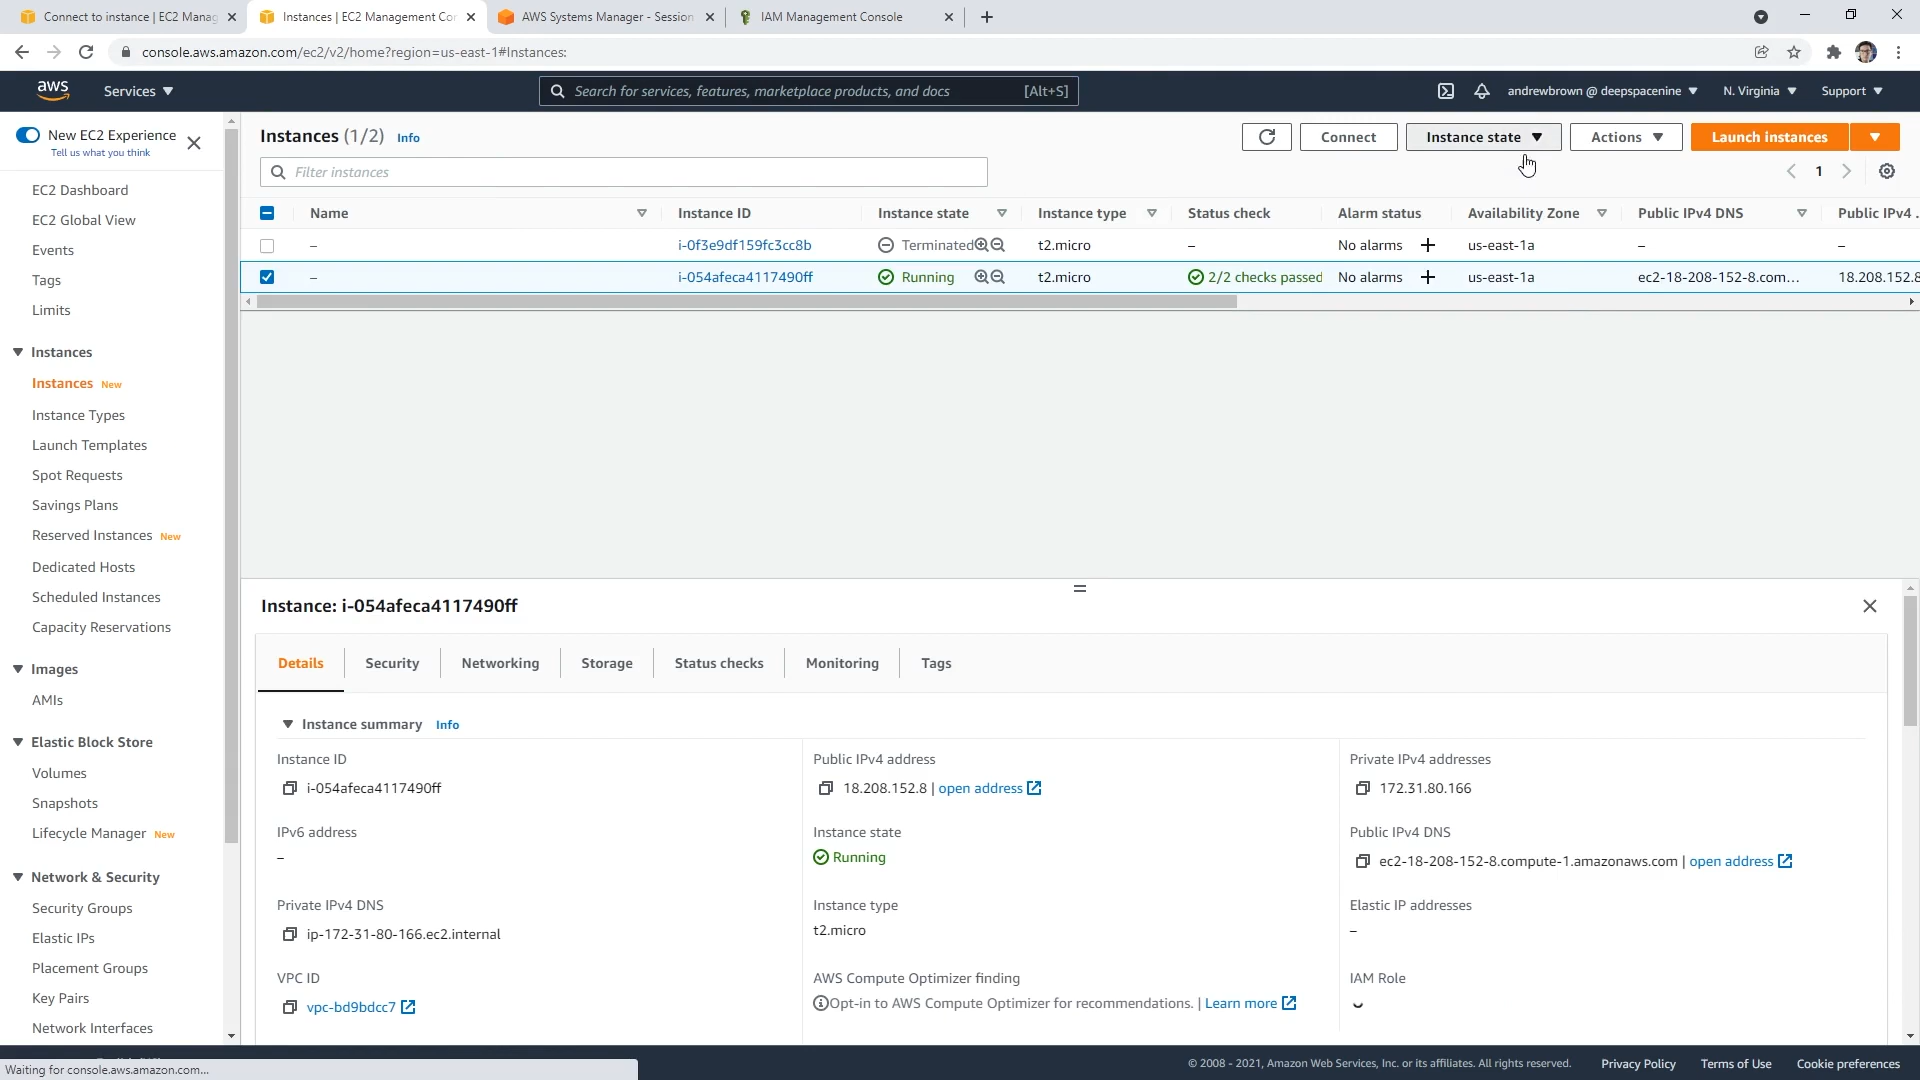 Connect to instance | EC2 Manag
Instances | EC2 Management Con
AWS Systems Manager - Session
IAM Management Console
console.aws.amazon.com/ec2/v2/home?region=us-east-1#Instances:
aws
Services
Search for services, features, marketplace products, and docs
[Alt+S]
andrewbrown @ deepspacenine
N. Virginia
Support
New EC2 Experience
Tell us what you think
EC2 Dashboard
EC2 Global View
Events
Tags
Limits
Instances
Instances New
Instance Types
Launch Templates
Spot Requests
Savings Plans
Reserved Instances New
Dedicated Hosts
Scheduled Instances
Capacity Reservations
Images
AMIs
Elastic Block Store
Volumes
Snapshots
Lifecycle Manager New
Network & Security
Security Groups
Elastic IPs
Placement Groups
Key Pairs
Network Interfaces
Instances (1/2) Info
Connect
Instance state
Actions
Launch instances
Filter instances
1
Name Instance ID Instance state Instance type Status check Alarm status Availability Zone Public IPv4 DNS Public IPv4 .
– i-0f3e9df159fc3cc8b Terminated t2.micro – No alarms + us-east-1a – –
– i-054afeca4117490ff Running t2.micro 2/2 checks passed No alarms + us-east-1a ec2-18-208-152-8.com... 18.208.152.8
Instance: i-054afeca4117490ff
Details
Security
Networking
Storage
Status checks
Monitoring
Tags
Instance summary Info
Instance ID
i-054afeca4117490ff
Public IPv4 address
18.208.152.8 | open address
Private IPv4 addresses
172.31.80.166
IPv6 address
–
Instance state
Running
Public IPv4 DNS
ec2-18-208-152-8.compute-1.amazonaws.com | open address
Private IPv4 DNS
ip-172-31-80-166.ec2.internal
Instance type
t2.micro
Elastic IP addresses
–
VPC ID
vpc-bd9bdcc7
AWS Compute Optimizer finding
Opt-in to AWS Compute Optimizer for recommendations. | Learn more
IAM Role
Waiting for console.aws.amazon.com...
© 2008 - 2021, Amazon Web Services, Inc. or its affiliates. All rights reserved.
Privacy Policy
Terms of Use
Cookie preferences